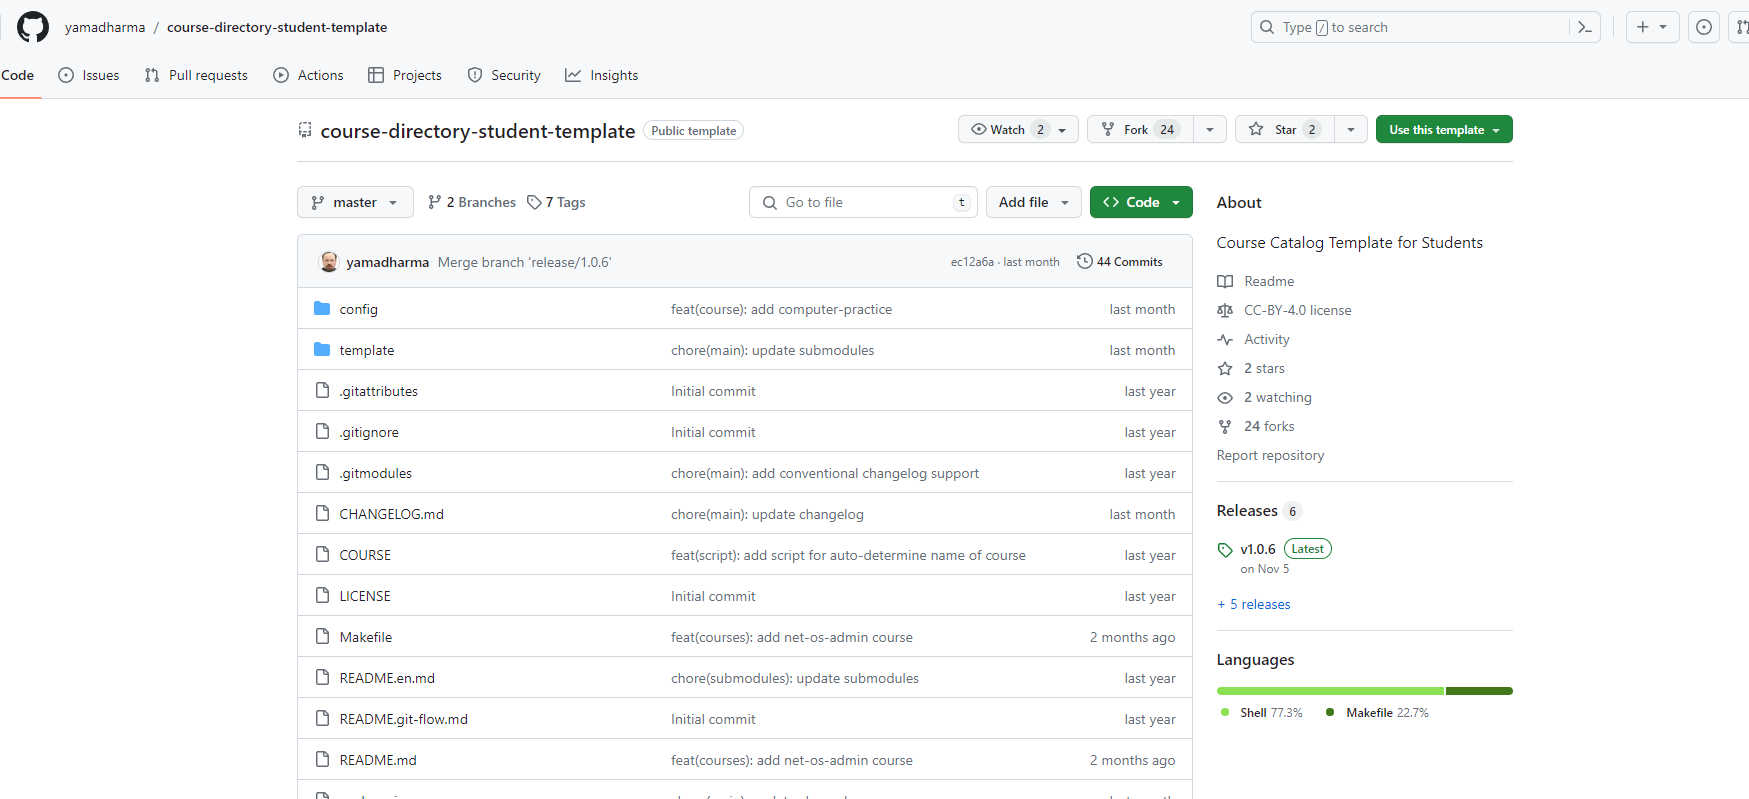 yamadharma / course-directory-student-template
Type / to search
Code Issues Pull requests Actions Projects Security Insights
course-directory-student-template Public template
Watch 2 Fork 24 Star 2 Use this template
master 2 Branches 7 Tags Go to file t Add file Code
yamadharma Merge branch 'release/1.0.6' ec12a6a · last month 44 Commits
config feat(course): add computer-practice last month
template chore(main): update submodules last month
.gitattributes Initial commit last year
.gitignore Initial commit last year
.gitmodules chore(main): add conventional changelog support last year
CHANGELOG.md chore(main): update changelog last month
COURSE feat(script): add script for auto-determine name of course last year
LICENSE Initial commit last year
Makefile feat(courses): add net-os-admin course 2 months ago
README.en.md chore(submodules): update submodules last year
README.git-flow.md Initial commit last year
README.md feat(courses): add net-os-admin course 2 months ago
About
Course Catalog Template for Students
Readme
CC-BY-4.0 license
Activity
2 stars
2 watching
24 forks
Report repository
Releases 6
v1.0.6 Latest
on Nov 5
+ 5 releases
Languages
Shell 77.3% Makefile 22.7%